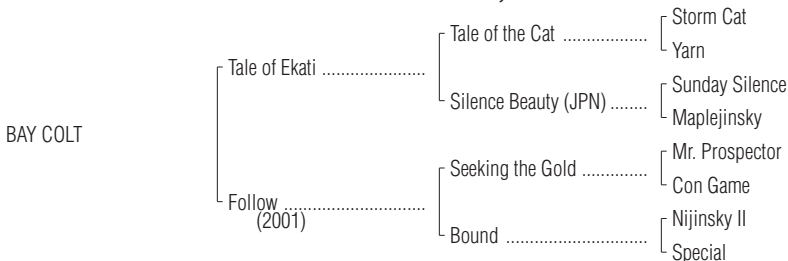 Storm Cat
Tale of the Cat ..................
Yarn
Tale of Ekati ......................
Sunday Silence
Silence Beauty (JPN) ........
Maplejinsky
BAY COLT
Mr. Prospector
Seeking the Gold ..............
Con Game
Follow ..............................
(2001)
Nijinsky II
Bound ..............................
Special